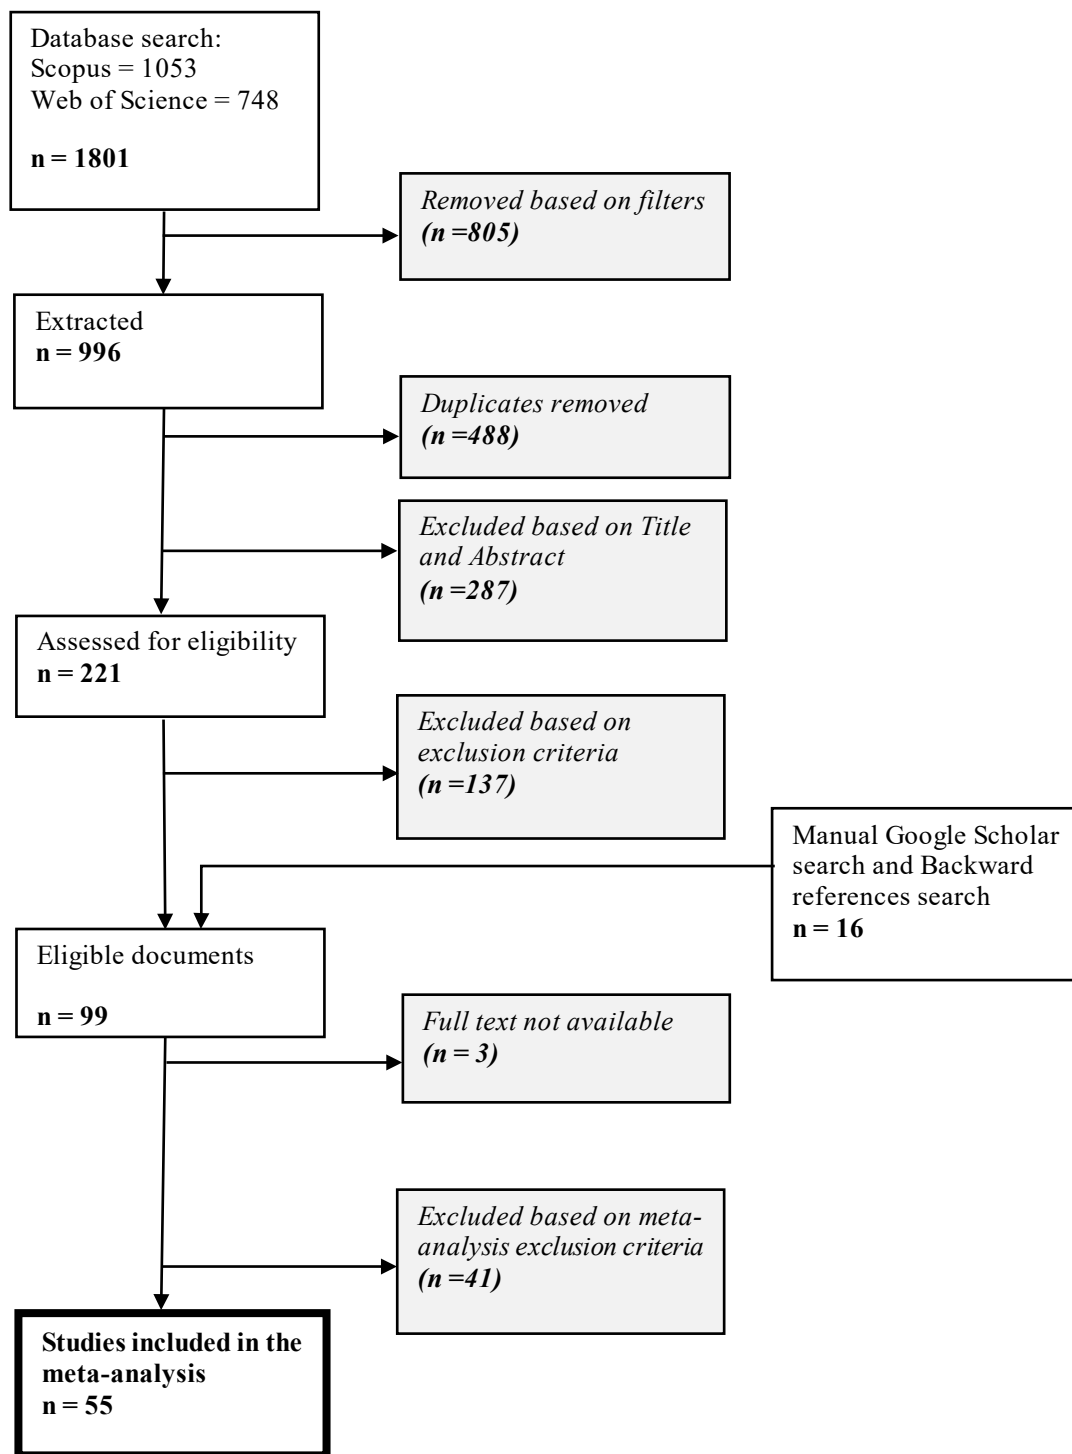 Database search:
Scopus = 1053
Web of Science = 748
n = 1801
Removed based on filters
(n =805)
Extracted
n = 996
Duplicates removed
(n =488)
Excluded based on Title
and Abstract
(n =287)
Assessed for eligibility
n = 221
Excluded based on
exclusion criteria
(n =137)
Manual Google Scholar
search and Backward
references search
n = 16
Eligible documents
n = 99
Full text not available
(n = 3)
Excluded based on meta-
analysis exclusion criteria
(n =41)
Studies included in the
meta-analysis
n = 55